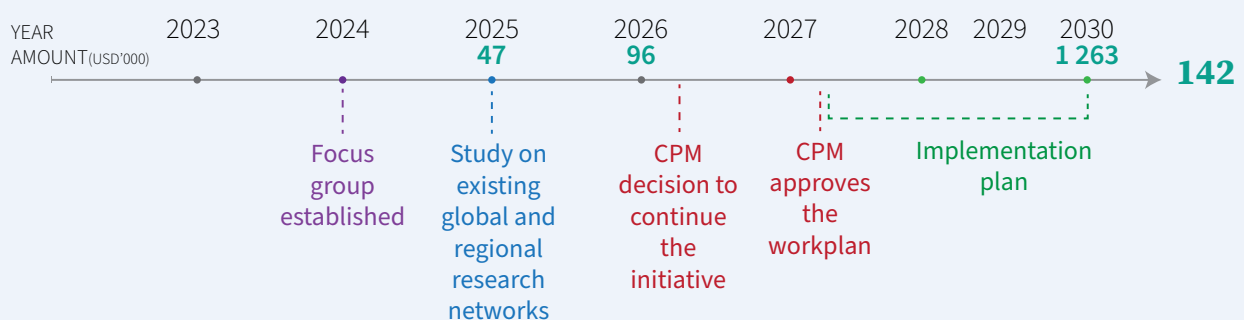 YEAR 2023 2024 2025 2026 2027 2028 2029 2030
AMOUNT(USD'000) 47 96 1 263
142
Focus
group
established
Study on
existing
global and
regional
research
networks
CPM
decision to
continue
the
initiative
CPM
approves
the
workplan
Implementation
plan